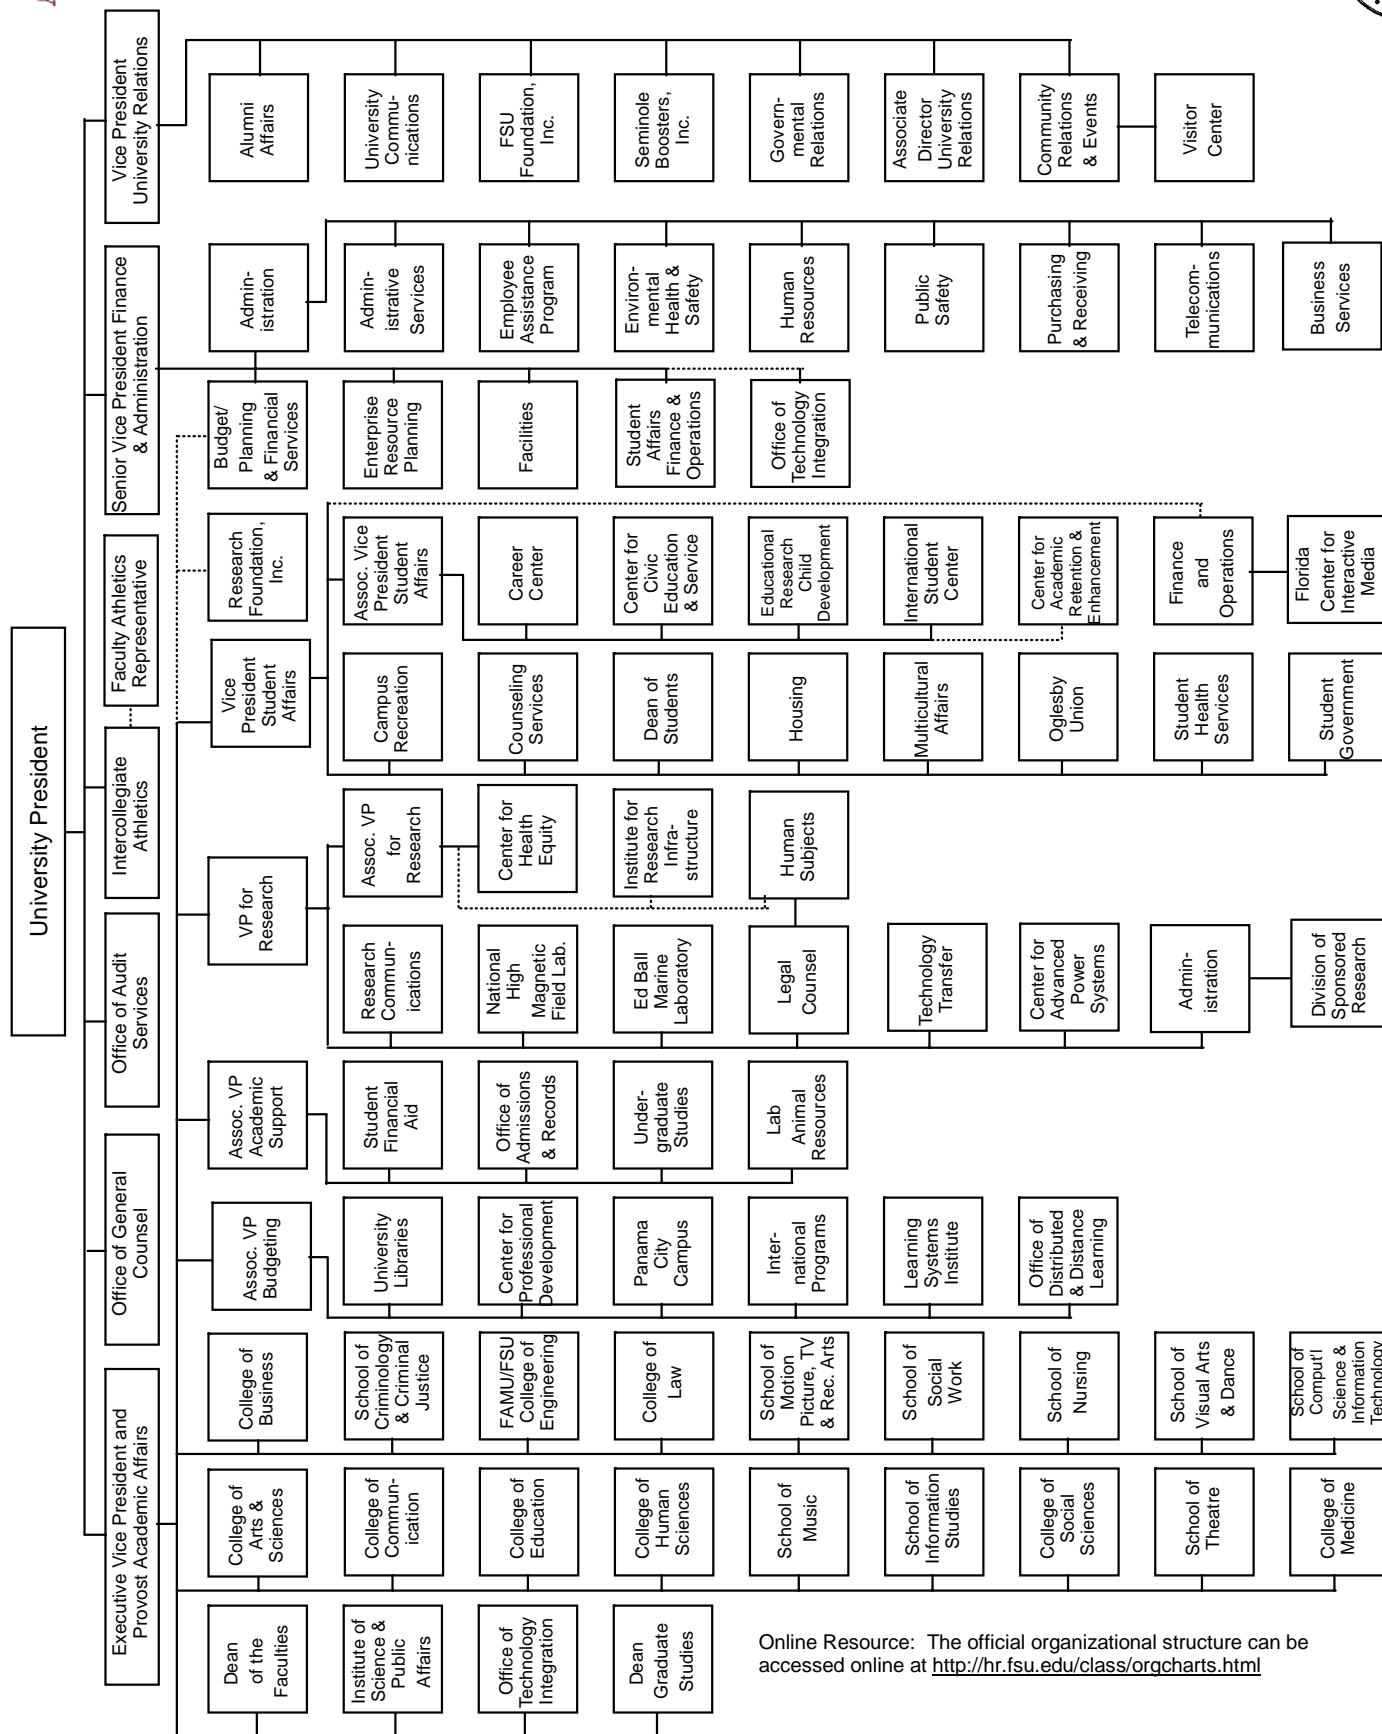 University President
Executive Vice President and
Provost Academic Affairs
Office of General
Counsel
Office of Audit
Services
Intercollegiate
Athletics
Faculty Athletics
Representative
Senior Vice President Finance
& Administration
Vice President
University Relations
Dean
of the
Faculties
Institute of
Science &
Public
Affairs
Office of
Technology
Integration
Dean
Graduate
Studies
College of
Arts &
Sciences
College of
Commun-
ication
College of
Education
College of
Human
Sciences
School of
Music
School of
Information
Studies
College of
Social
Sciences
School of
Theatre
College of
Medicine
College of
Business
School of
Criminology
& Criminal
Justice
FAMU/FSU
College of
Engineering
College of
Law
School of
Motion
Picture, TV
& Rec. Arts
School of
Social
Work
School of
Nursing
School of
Visual Arts
& Dance
School of
Comput'l
Science &
Information
Technology
Assoc. VP
Budgeting
University
Libraries
Center for
Professional
Development
Panama
City
Campus
Inter-
national
Programs
Learning
Systems
Institute
Office of
Distributed
& Distance
Learning
Assoc. VP
Academic
Support
Student
Financial
Aid
Office of
Admissions
& Records
Under-
graduate
Studies
Lab
Animal
Resources
VP for
Research
Research
Commun-
ications
National
High
Magnetic
Field Lab.
Ed Ball
Marine
Laboratory
Legal
Counsel
Technology
Transfer
Center for
Advanced
Power
Systems
Admin-
istration
Division of
Sponsored
Research
Assoc. VP
for
Research
Center for
Health
Equity
Institute for
Research
Infra-
structure
Human
Subjects
Vice
President
Student
Affairs
Campus
Recreation
Counseling
Services
Dean of
Students
Housing
Multicultural
Affairs
Oglesby
Union
Student
Health
Services
Student
Government
Research
Foundation,
Inc.
Assoc. Vice
President
Student
Affairs
Career
Center
Center for
Civic
Education
& Service
Educational
Research
Child
Development
International
Student
Center
Center for
Academic
Retention &
Enhancement
Finance
and
Operations
Florida
Center for
Interactive
Media
Budget/
Planning
& Financial
Services
Enterprise
Resource
Planning
Facilities
Student
Affairs
Finance &
Operations
Office of
Technology
Integration
Admin-
istration
Admin-
istrative
Services
Employee
Assistance
Program
Environ-
mental
Health &
Safety
Human
Resources
Public
Safety
Purchasing
& Receiving
Telecom-
munications
Business
Services
Alumni
Affairs
University
Commu-
nications
FSU
Foundation,
Inc.
Seminole
Boosters,
Inc.
Govern-
mental
Relations
Associate
Director
University
Relations
Community
Relations
& Events
Visitor
Center
Online Resource: The official organizational structure can be
accessed online at http://hr.fsu.edu/class/orgcharts.html